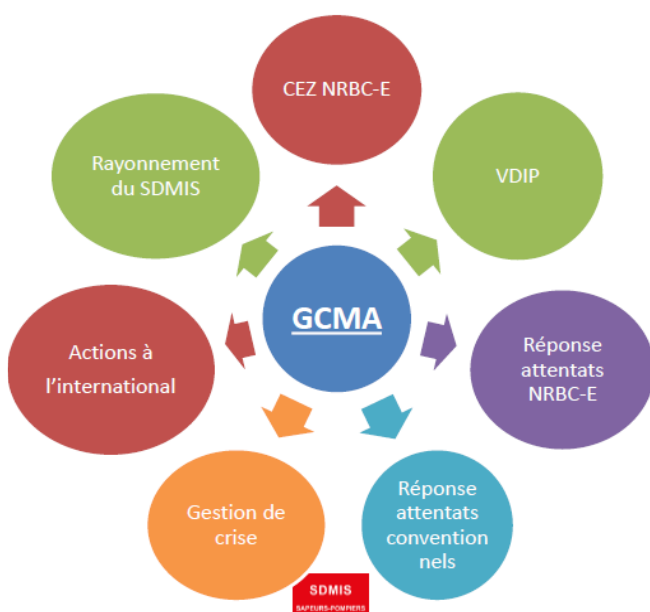 CEZ NRBC-E
Rayonnement
du SDMIS
VDIP
GCMA
Actions à
l'international
Réponse
attentats
NRBC-E
Gestion de
crise
Réponse
attentats
convention
nels
SDMIS
SAPEURS-POMPIERS